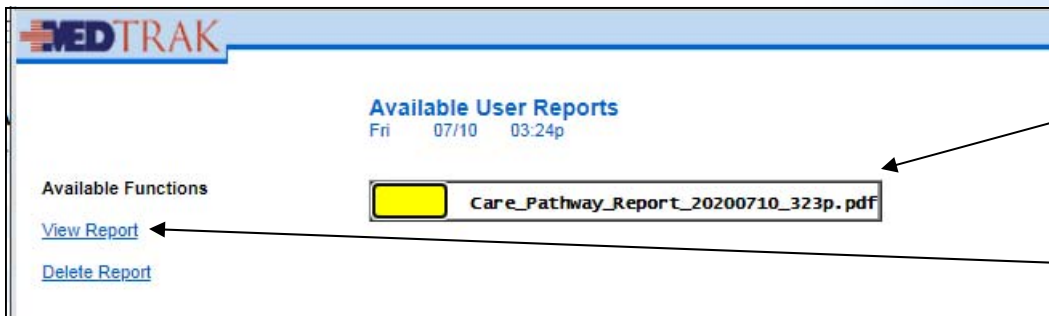 MEDTRAK
Available User Reports
Fri 07/10 03:24p
Available Functions
Care_Pathway_Report_20200710_323p.pdf
View Report
Delete Report